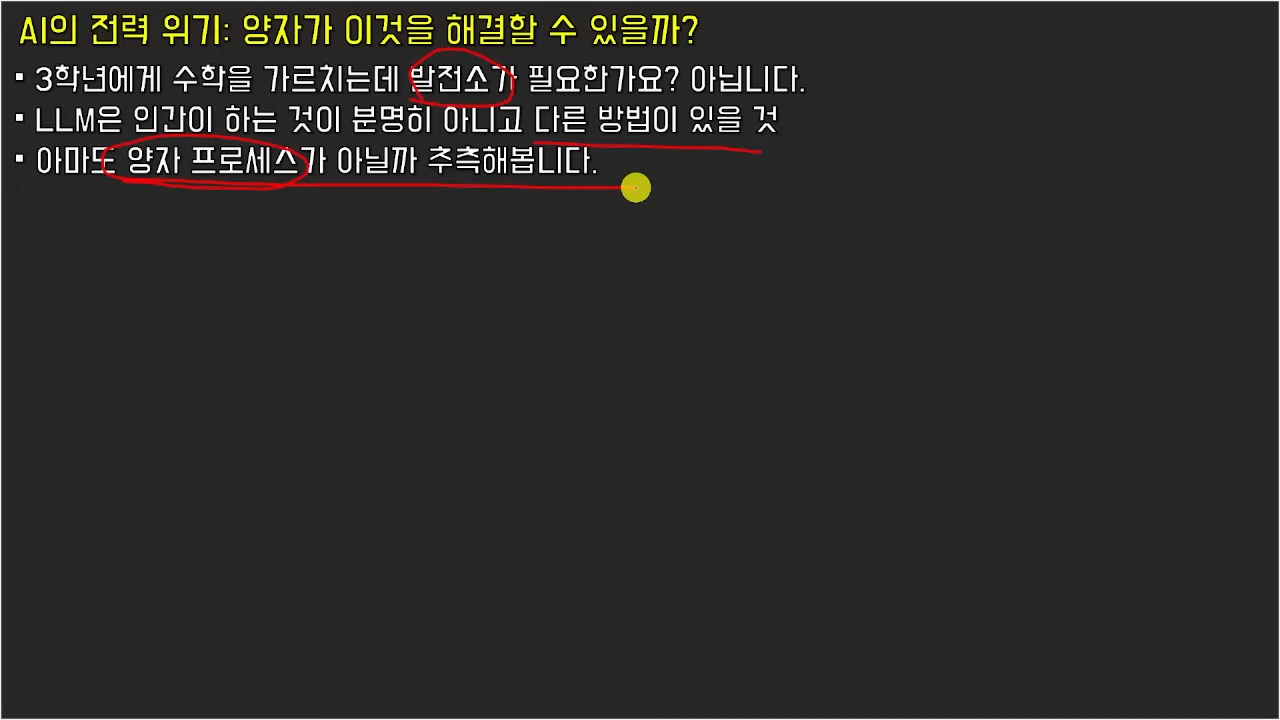 AI의 전력 위기: 양자가 이것을 해결할 수 있을까?
▪ 3학년에게 수학을 가르치는데 발전소가 필요한가요? 아닙니다.
▪ LLM은 인간이 하는 것이 분명히 아니고 다른 방법이 있을 것
▪ 아마도 양자 프로세스가 아닐까 추측해봅니다.